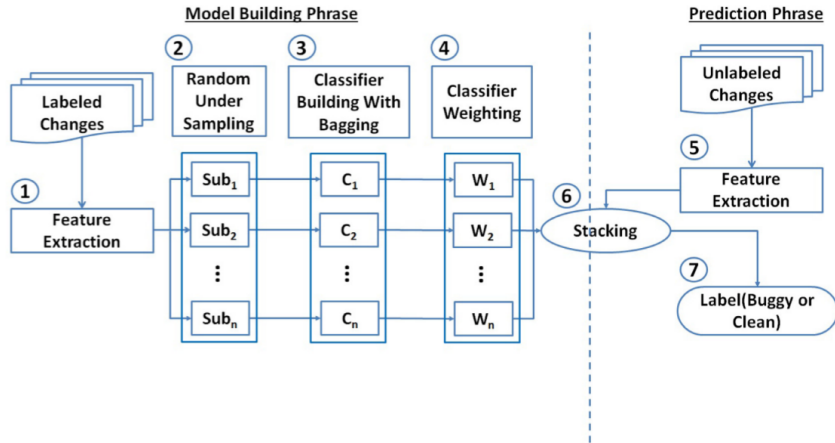 Model Building Phrase
Prediction Phrase
2
3
4
Labeled
Changes
Random
Under
Sampling
Classifier
Building With
Bagging
Classifier
Weighting
Unlabeled
Changes
1
Feature
Extraction
Sub₁
C₁
W₁
Sub₂
C₂
W₂
⋮
⋮
⋮
Subₙ
Cₙ
Wₙ
5
Feature
Extraction
6
Stacking
7
Label(Buggy or
Clean)